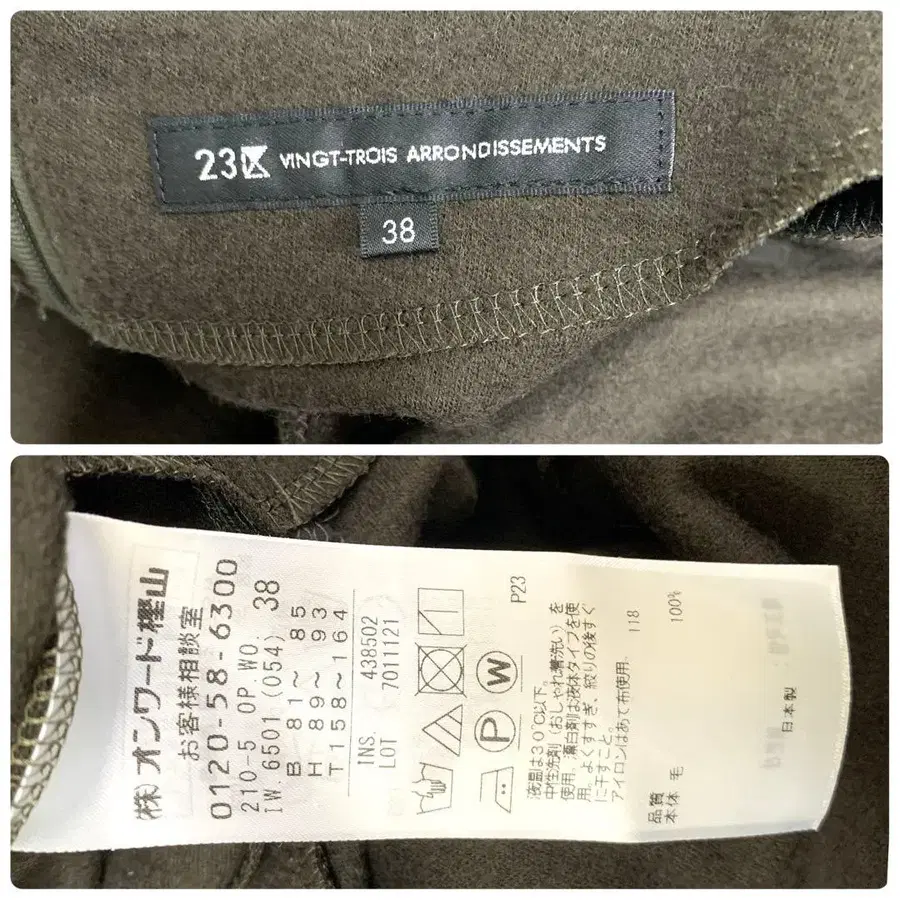 23区 VINGT-TROIS ARRONDISSEMENTS
38
(株)オンワード樫山
お客様相談室
0120-58-6300
210-5 OP.WO.
IW.6501 (054) 38
B 81~ 85
H 89~ 93
T158~164
INS. 438502
LOT 7011121
P W
P23
液温は30℃以下。
中性洗剤(おしゃれ着洗い)を
使用。漂白剤は液体タイプを使
用。よくすすぎ、絞りの後すぐ
に干すこと。
アイロンはあて布使用、
118
品質
本体 毛 100%
日本製